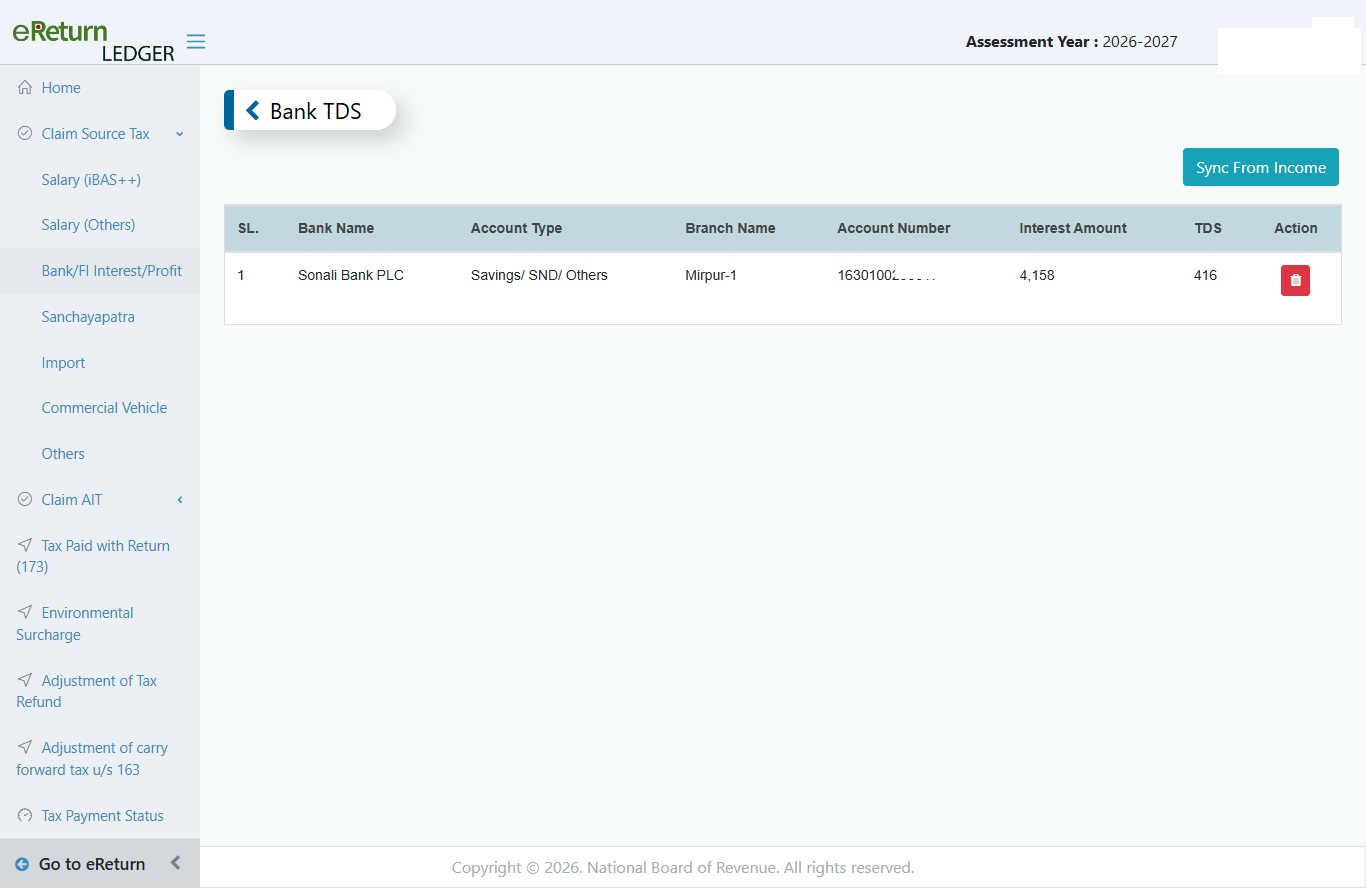 eReturn
LEDGER
Assessment Year : 2026-2027
Home
Claim Source Tax
Salary (iBAS++)
Salary (Others)
Bank/FI Interest/Profit
Sanchayapatra
Import
Commercial Vehicle
Others
Claim AIT
Tax Paid with Return
(173)
Environmental
Surcharge
Adjustment of Tax
Refund
Adjustment of carry
forward tax u/s 163
Tax Payment Status
Go to eReturn
Bank TDS
Sync From Income
SL. Bank Name Account Type Branch Name Account Number Interest Amount TDS Action
1 Sonali Bank PLC Savings/ SND/ Others Mirpur-1 4,158 416
Copyright © 2026. National Board of Revenue. All rights reserved.